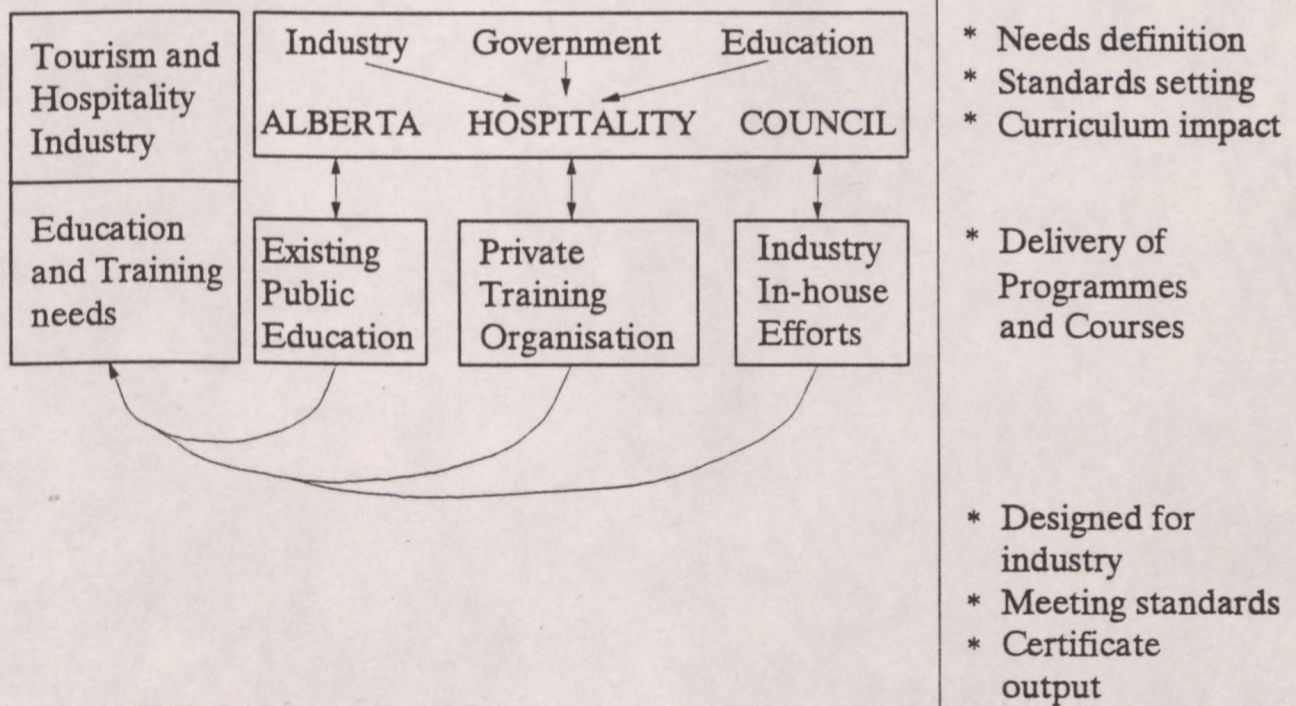 Tourism and
Hospitality
Industry
Industry Government Education
ALBERTA HOSPITALITY COUNCIL
Education
and Training
needs
Existing
Public
Education
Private
Training
Organisation
Industry
In-house
Efforts
* Needs definition
* Standards setting
* Curriculum impact
* Delivery of
Programmes
and Courses
* Designed for
industry
* Meeting standards
* Certificate
output